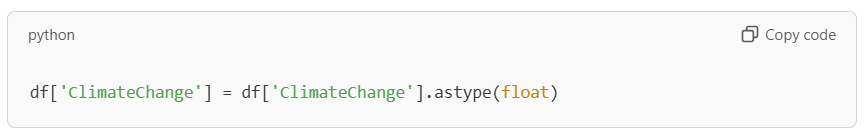 python Copy code
df['ClimateChange'] = df['ClimateChange'].astype(float)